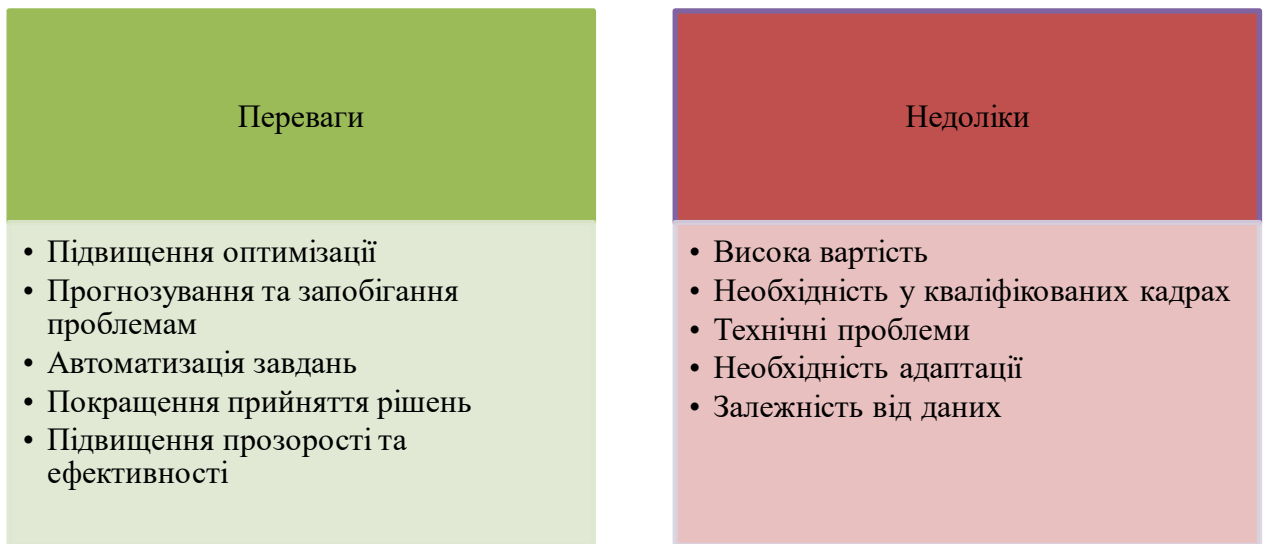 Переваги
• Підвищення оптимізації
• Прогнозування та запобігання
проблемам
• Автоматизація завдань
• Покращення прийняття рішень
• Підвищення прозорості та
ефективності
Недоліки
• Висока вартість
• Необхідність у кваліфікованих кадрах
• Технічні проблеми
• Необхідність адаптації
• Залежність від даних